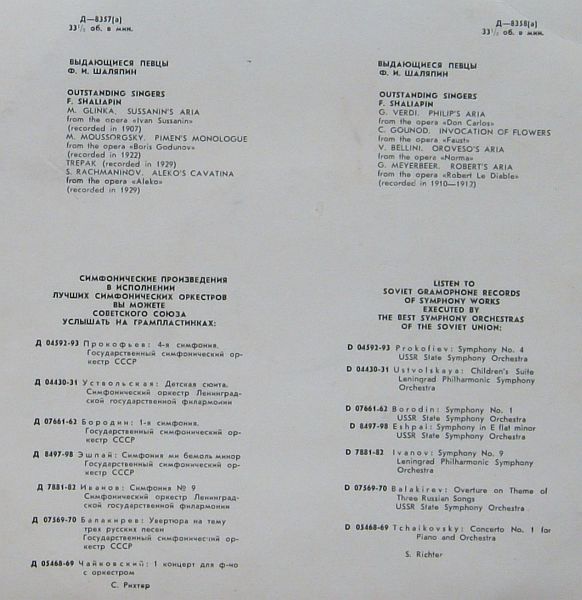 Д—8357(а)
33⅓ об. в мин.
ВЫДАЮЩИЕСЯ ПЕВЦЫ
Ф. И. ШАЛЯПИН
OUTSTANDING SINGERS
F. SHALIAPIN
M. GLINKA, SUSSANIN'S ARIA
from the opera «Ivan Sussanin»
(recorded in 1907)
M. MOUSSORGSKY, PIMEN'S MONOLOGUE
from the opera «Boris Godunov»
(recorded in 1922)
TREPAK (recorded in 1929)
S. RACHMANINOV, ALEKO'S CAVATINA
from the opera «Aleko»
(recorded in 1929)
Д—8358(а)
33⅓ об. в мин.
ВЫДАЮЩИЕСЯ ПЕВЦЫ
Ф. И. ШАЛЯПИН
OUTSTANDING SINGERS
F. SHALIAPIN
G. VERDI, PHILIP'S ARIA
from the opera «Don Carlos»
C. GOUNOD, INVOCATION OF FLOWERS
from the opera «Faust»
V. BELLINI, OROVESO'S ARIA
from the opera «Norma»
G. MEYERBEER, ROBERT'S ARIA
from the opera «Robert Le Diable»
(recorded in 1910—1912)
СИМФОНИЧЕСКИЕ ПРОИЗВЕДЕНИЯ
В ИСПОЛНЕНИИ
ЛУЧШИХ СИМФОНИЧЕСКИХ ОРКЕСТРОВ
ВЫ МОЖЕТЕ
СОВЕТСКОГО СОЮЗА
УСЛЫШАТЬ НА ГРАМПЛАСТИНКАХ:
Д 04592-93 Прокофьев: 4-я симфония.
Государственный симфонический ор-
кестр СССР
Д 04430-31 Уствольская: Детская сюита.
Симфонический оркестр Ленинград-
ской государственной филармонии
Д 07661-62 Бородин: 1-я симфония.
Государственный симфонический ор-
кестр СССР
Д 8497-98 Эшпай: Симфония ми бемоль минор
Государственный симфонический ор-
кестр СССР
Д 7881-82 Иванов: Симфония № 9
Симфонический оркестр Ленинград-
ской государственной филармонии
Д 07569-70 Балакирев: Увертюра на тему
трех русских песен
Государственный симфонический ор-
кестр СССР
Д 05468-69 Чайковский: 1 концерт для ф-но
с оркестром
С. Рихтер
LISTEN TO
SOVIET GRAMOPHONE RECORDS
OF SYMPHONY WORKS
EXECUTED BY
THE BEST SYMPHONY ORCHESTRAS
OF THE SOVIET UNION:
D 04592-93 Prokofiev: Symphony No. 4
USSR State Symphony Orchestra
D 04430-31 Ustvolskaya: Children's Suite
Leningrad Philharmonic Symphony
Orchestra
D 07661-62 Borodin: Symphony No. 1
USSR State Symphony Orchestra
D 8497-98 Eshpai: Symphony in E flat minor
USSR State Symphony Orchestra
D 7881-82 Ivanov: Symphony No. 9
Leningrad Philharmonic Symphony
Orchestra
D 07569-70 Balakirev: Overture on Theme of
Three Russian Songs
USSR State Symphony Orchestra
D 05468-69 Tchaikovsky: Concerto No. 1 for
Piano and Orchestra
S. Richter